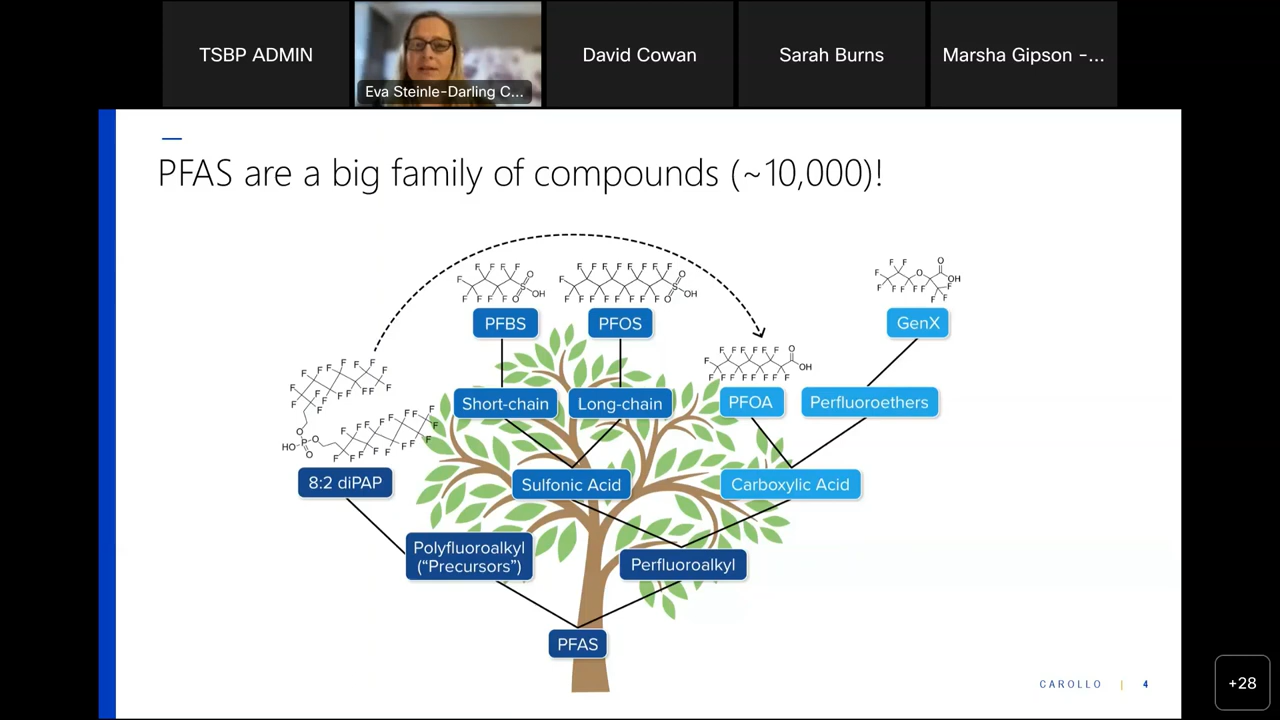 TSBP ADMIN
Eva Steinle-Darling C...
David Cowan
Sarah Burns
Marsha Gipson -...
PFAS are a big family of compounds (~10,000)!
PFBS
PFOS
GenX
Short-chain
Long-chain
PFOA
Perfluoroethers
8:2 diPAP
Sulfonic Acid
Carboxylic Acid
Polyfluoroalkyl
("Precursors")
Perfluoroalkyl
PFAS
CAROLLO | 4
+28